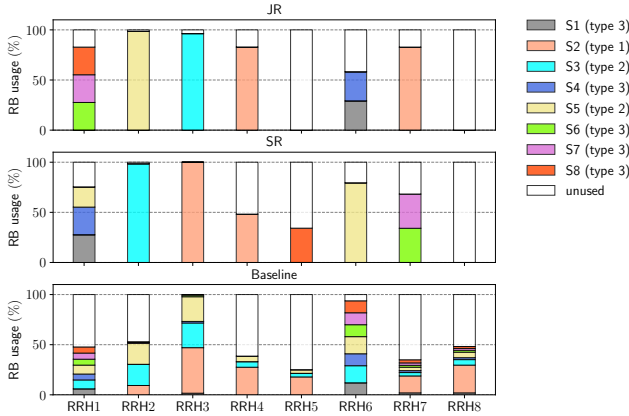 JR
100
50
0
RB usage (%)
SR
100
50
0
RB usage (%)
Baseline
100
50
0
RB usage (%)
RRH1 RRH2 RRH3 RRH4 RRH5 RRH6 RRH7 RRH8
S1 (type 3)
S2 (type 1)
S3 (type 2)
S4 (type 3)
S5 (type 2)
S6 (type 3)
S7 (type 3)
S8 (type 3)
unused